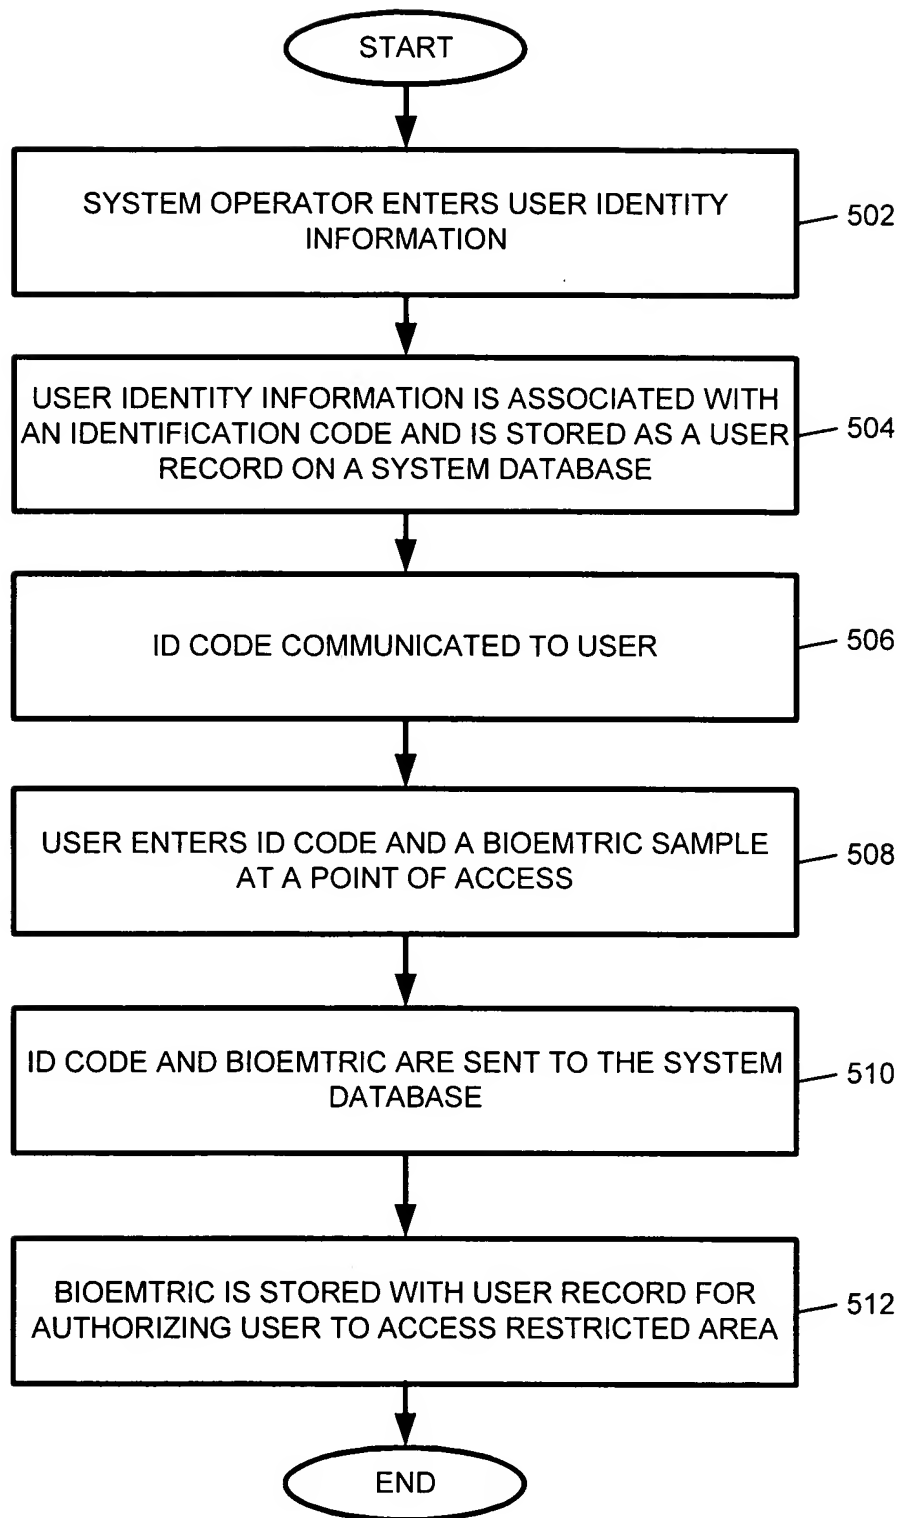 START
SYSTEM OPERATOR ENTERS USER IDENTITY
INFORMATION
502
USER IDENTITY INFORMATION IS ASSOCIATED WITH
AN IDENTIFICATION CODE AND IS STORED AS A USER
RECORD ON A SYSTEM DATABASE
504
ID CODE COMMUNICATED TO USER
506
USER ENTERS ID CODE AND A BIOEMTRIC SAMPLE
AT A POINT OF ACCESS
508
ID CODE AND BIOEMTRIC ARE SENT TO THE SYSTEM
DATABASE
510
BIOEMTRIC IS STORED WITH USER RECORD FOR
AUTHORIZING USER TO ACCESS RESTRICTED AREA
512
END